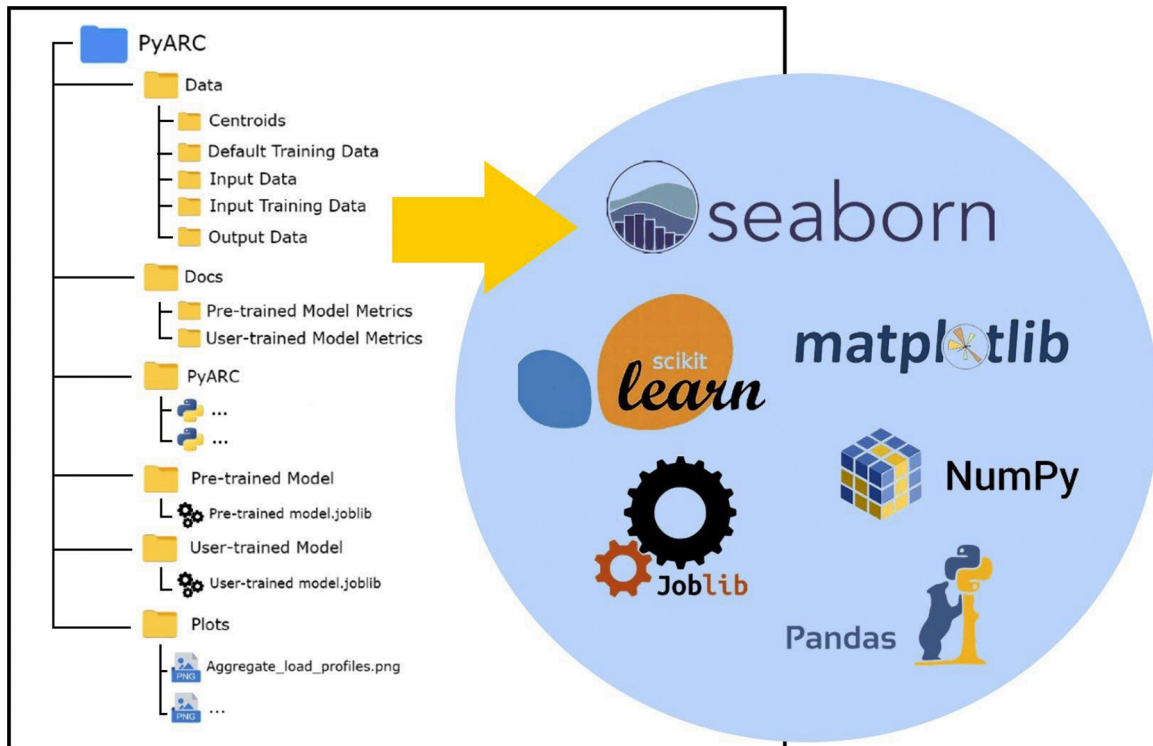 PyARC
Data
Centroids
Default Training Data
Input Data
Input Training Data
Output Data
Docs
Pre-trained Model Metrics
User-trained Model Metrics
PyARC
...
...
Pre-trained Model
Pre-trained model.joblib
User-trained Model
User-trained model.joblib
Plots
PNG
Aggregate_load_profiles.png
PNG
...
seaborn
scikit
learn
matplotlib
NumPy
Joblib
Pandas